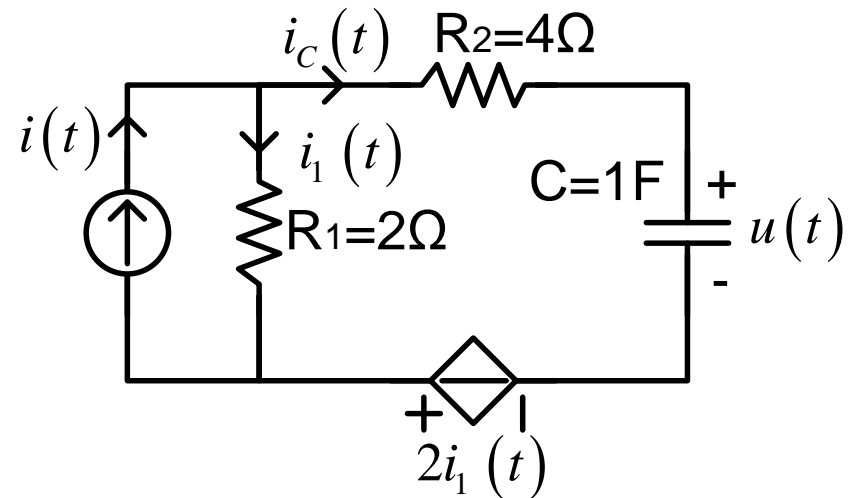 i_C(t)
R2=4Ω
i(t)
i_1(t)
R1=2Ω
C=1F
+
u(t)
-
+ -
2i_1(t)